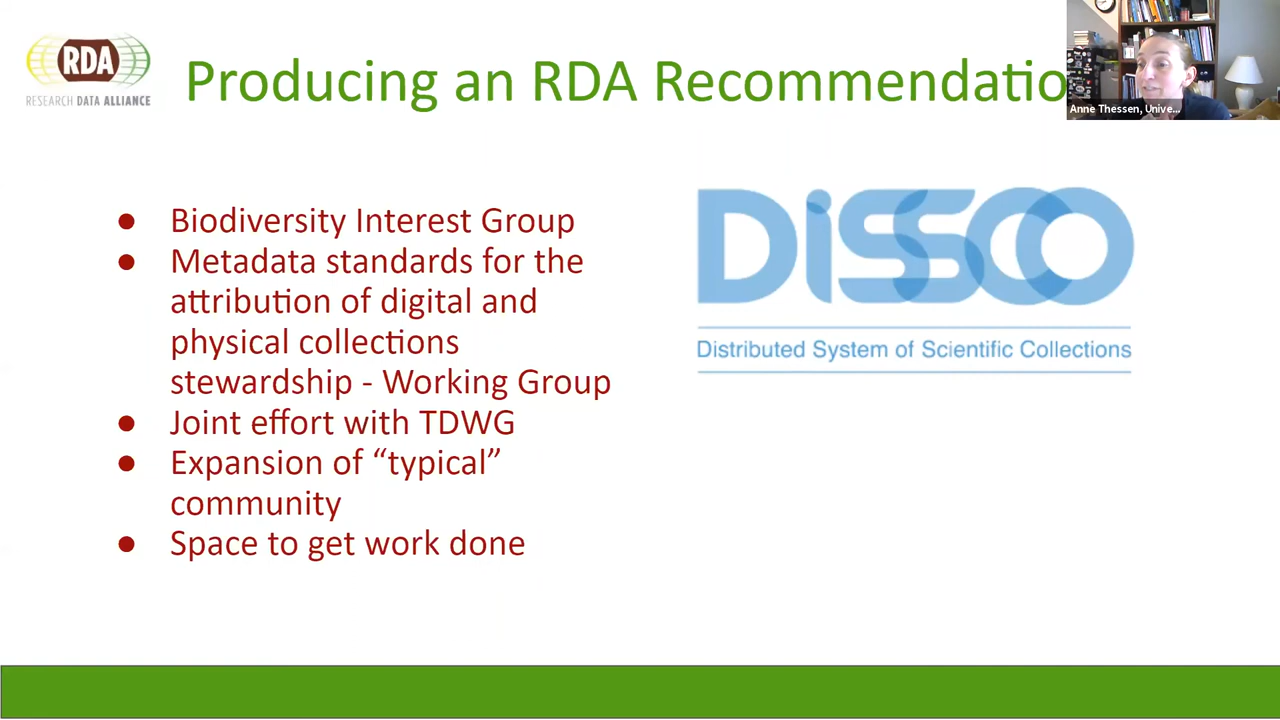 RDA
RESEARCH DATA ALLIANCE
Producing an RDA Recommendatio
Anne Thessen, Unive...
● Biodiversity Interest Group
● Metadata standards for the
attribution of digital and
physical collections
stewardship - Working Group
● Joint effort with TDWG
● Expansion of “typical”
community
● Space to get work done
DiSSCo
Distributed System of Scientific Collections